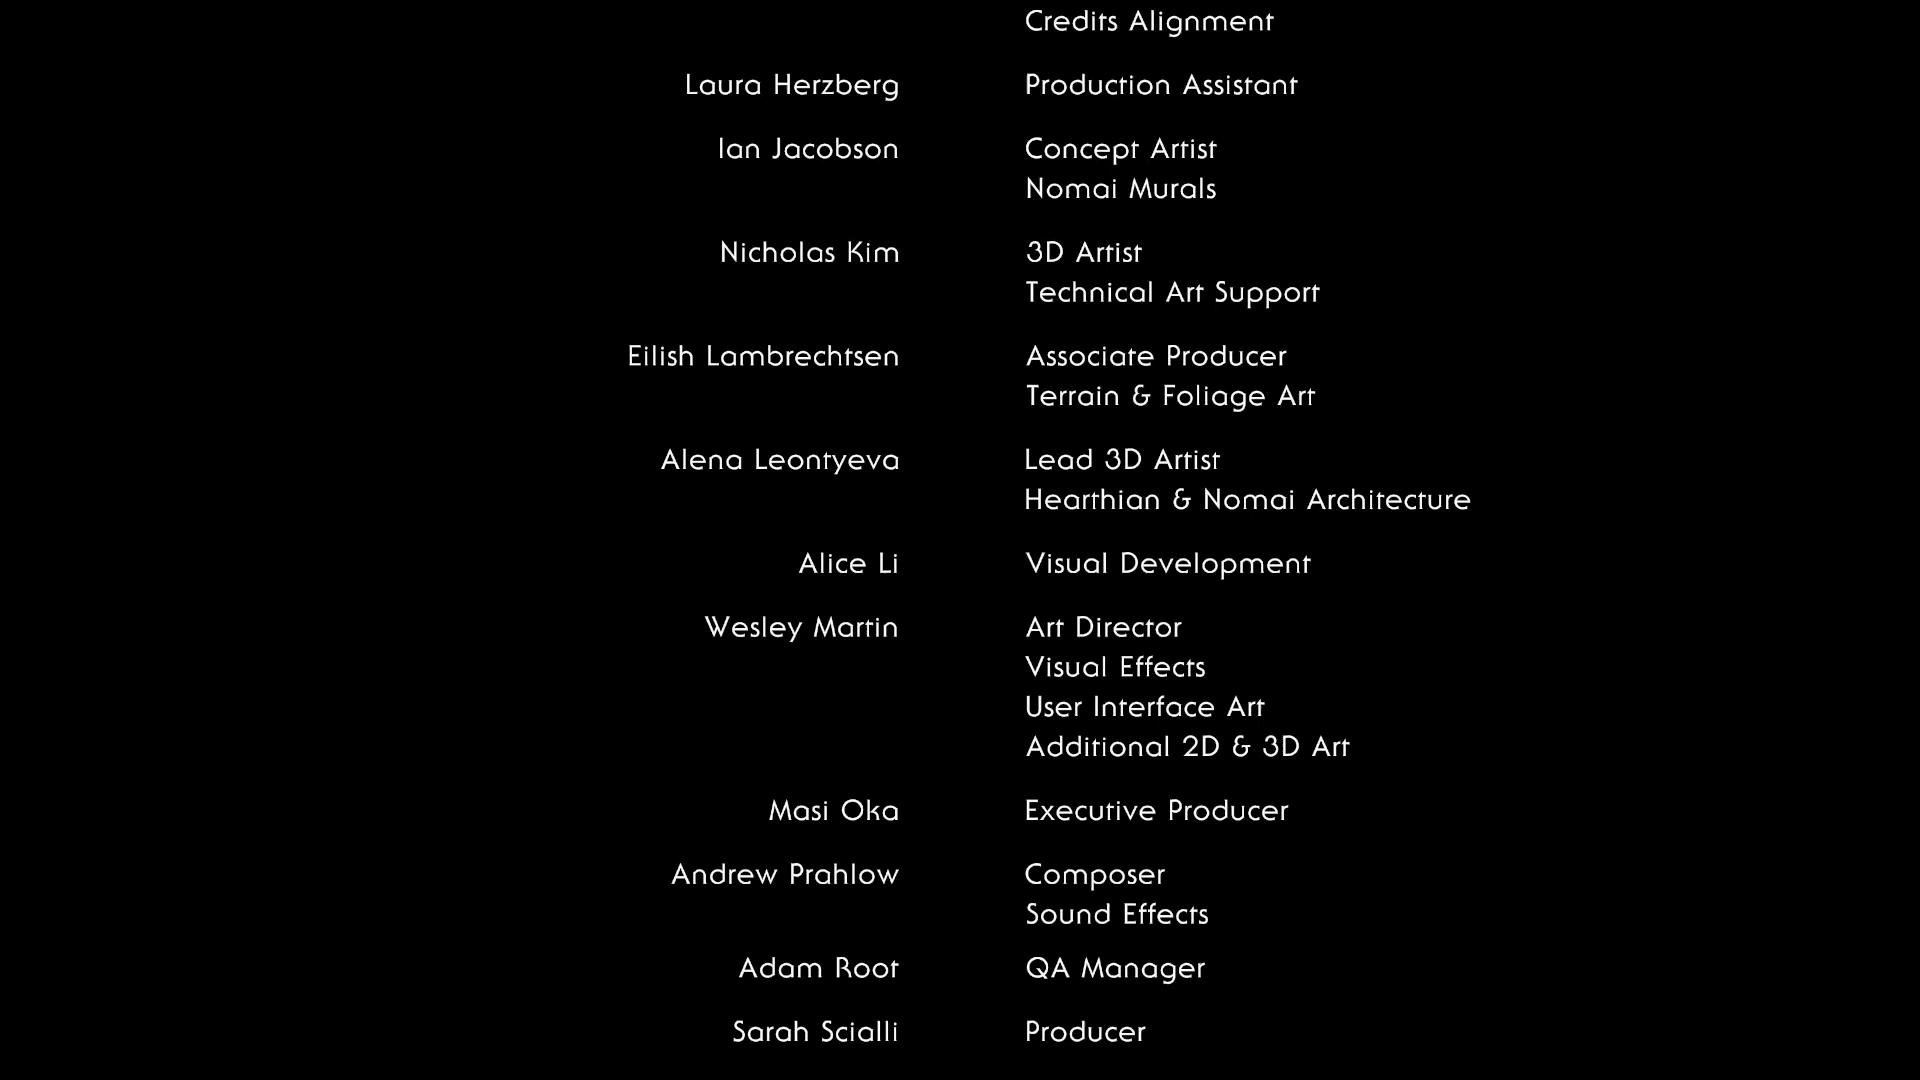 Credits Alignment
Laura Herzberg Production Assistant
Ian Jacobson Concept Artist
Nomai Murals
Nicholas Kim 3D Artist
Technical Art Support
Eilish Lambrechtsen Associate Producer
Terrain & Foliage Art
Alena Leontyeva Lead 3D Artist
Hearthian & Nomai Architecture
Alice Li Visual Development
Wesley Martin Art Director
Visual Effects
User Interface Art
Additional 2D & 3D Art
Masi Oka Executive Producer
Andrew Prahlow Composer
Sound Effects
Adam Root QA Manager
Sarah Scialli Producer